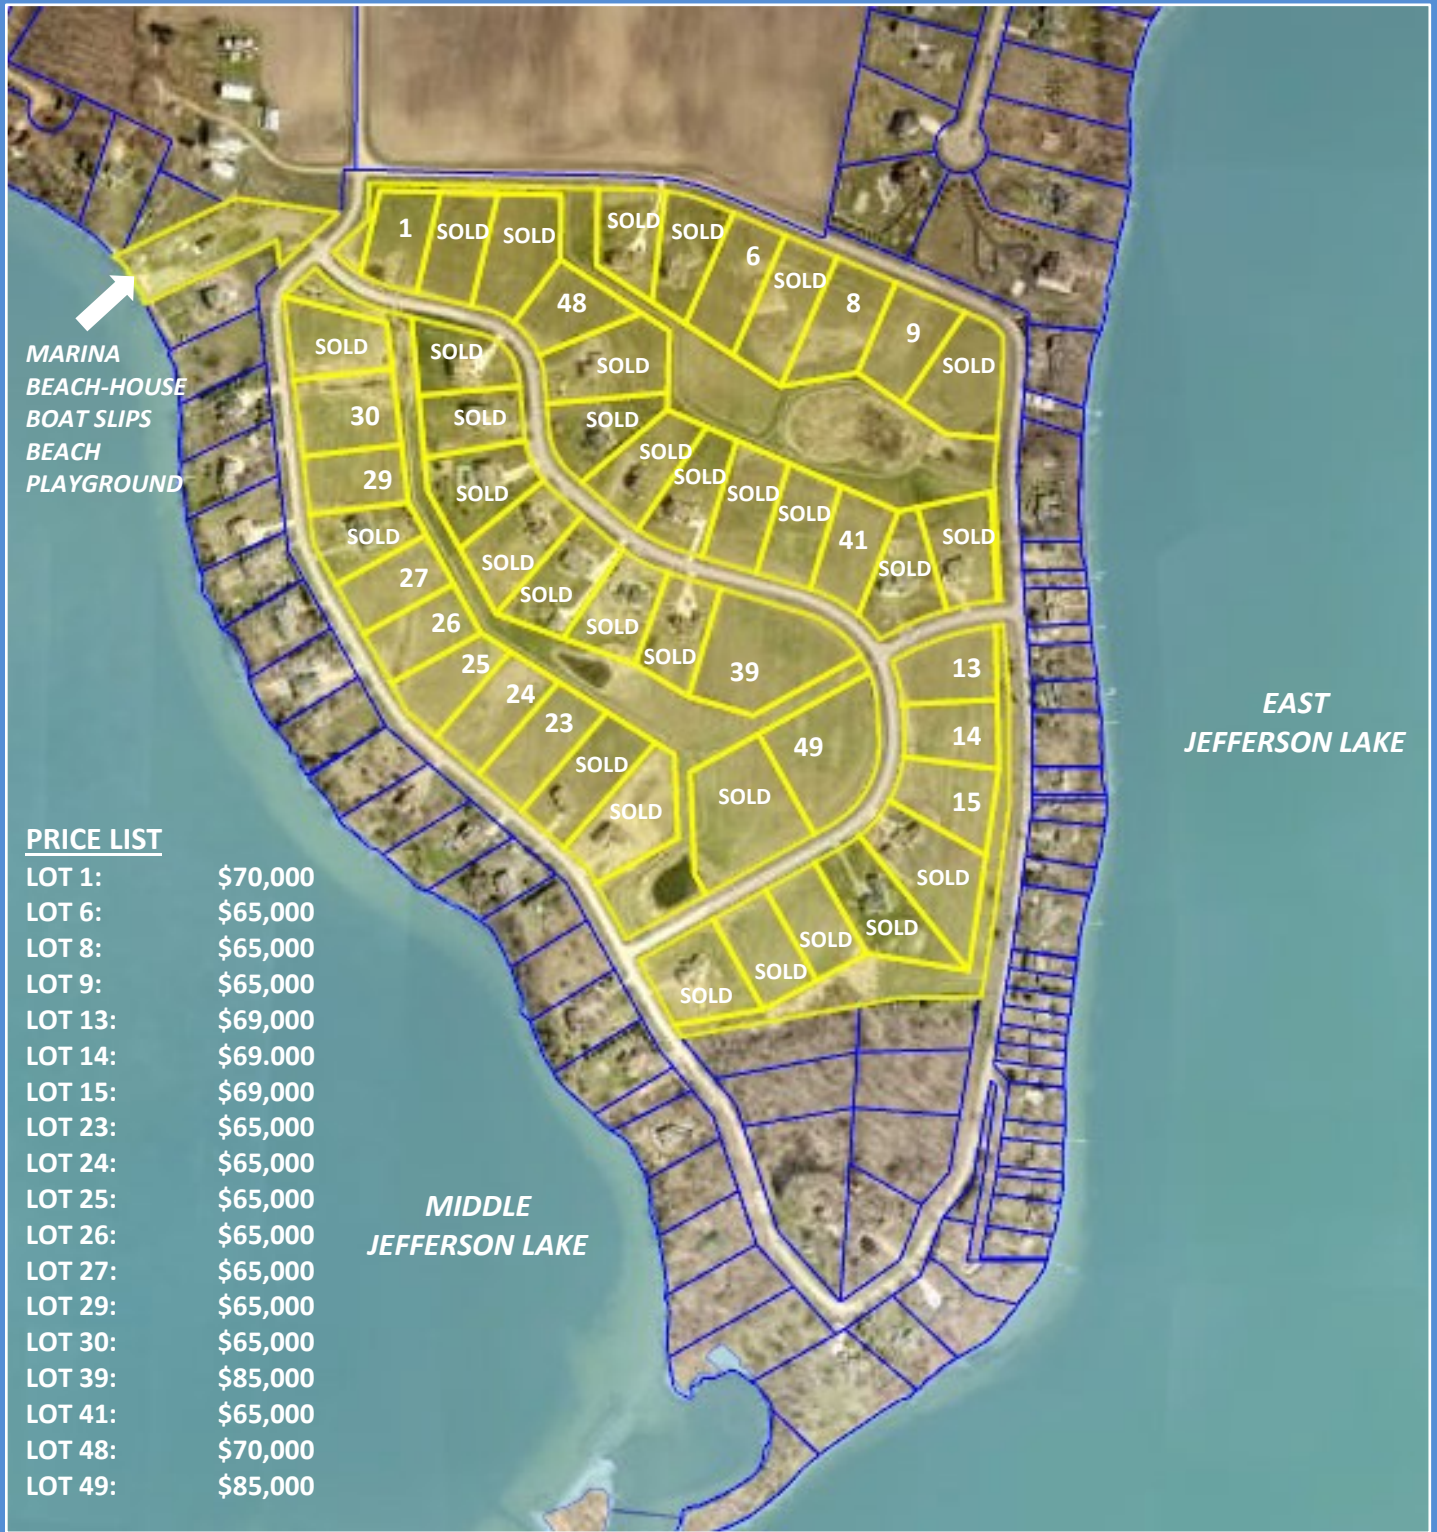 1
SOLD
SOLD
SOLD
SOLD
6
SOLD
8
9
SOLD
48
SOLD
SOLD
SOLD
SOLD
SOLD
SOLD
41
SOLD
SOLD
SOLD
30
29
SOLD
27
26
25
24
23
SOLD
SOLD
SOLD
SOLD
SOLD
SOLD
SOLD
SOLD
SOLD
39
49
SOLD
13
14
15
SOLD
SOLD
SOLD
SOLD
SOLD
MARINA
BEACH-HOUSE
BOAT SLIPS
BEACH
PLAYGROUND
EAST
JEFFERSON LAKE
MIDDLE
JEFFERSON LAKE
PRICE LIST
LOT 1: $70,000
LOT 6: $65,000
LOT 8: $65,000
LOT 9: $65,000
LOT 13: $69,000
LOT 14: $69.000
LOT 15: $69,000
LOT 23: $65,000
LOT 24: $65,000
LOT 25: $65,000
LOT 26: $65,000
LOT 27: $65,000
LOT 29: $65,000
LOT 30: $65,000
LOT 39: $85,000
LOT 41: $65,000
LOT 48: $70,000
LOT 49: $85,000